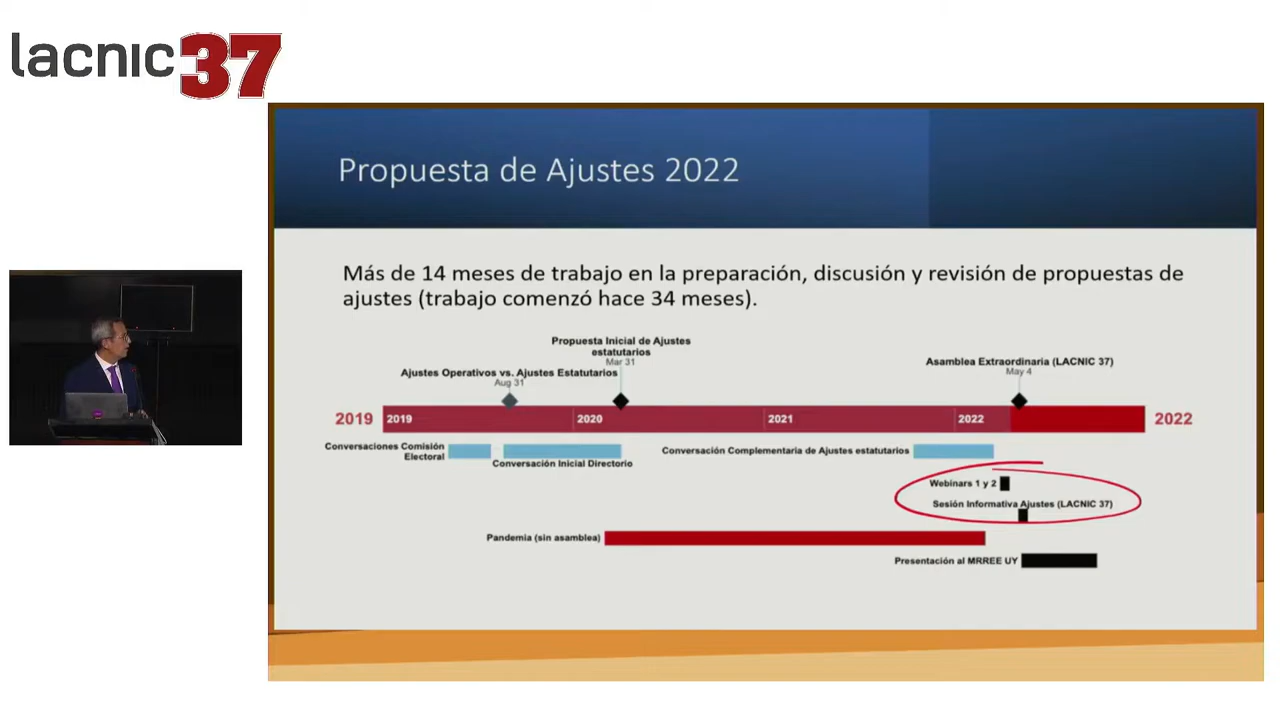 lacnic 37
Propuesta de Ajustes 2022
Más de 14 meses de trabajo en la preparación, discusión y revisión de propuestas de
ajustes (trabajo comenzó hace 34 meses).
Propuesta Inicial de Ajustes
estatutarios
Mar 31
Ajustes Operativos vs. Ajustes Estatutarios
Aug 31
Asamblea Extraordinaria (LACNIC 37)
May 4
2019 2019 2020 2021 2022 2022
Conversaciones Comisión
Electoral
Conversación Inicial Directorio
Conversación Complementaria de Ajustes estatutarios
Webinars 1 y 2
Sesión Informativa Ajustes (LACNIC 37)
Pandemia (sin asamblea)
Presentación al MRREE UY